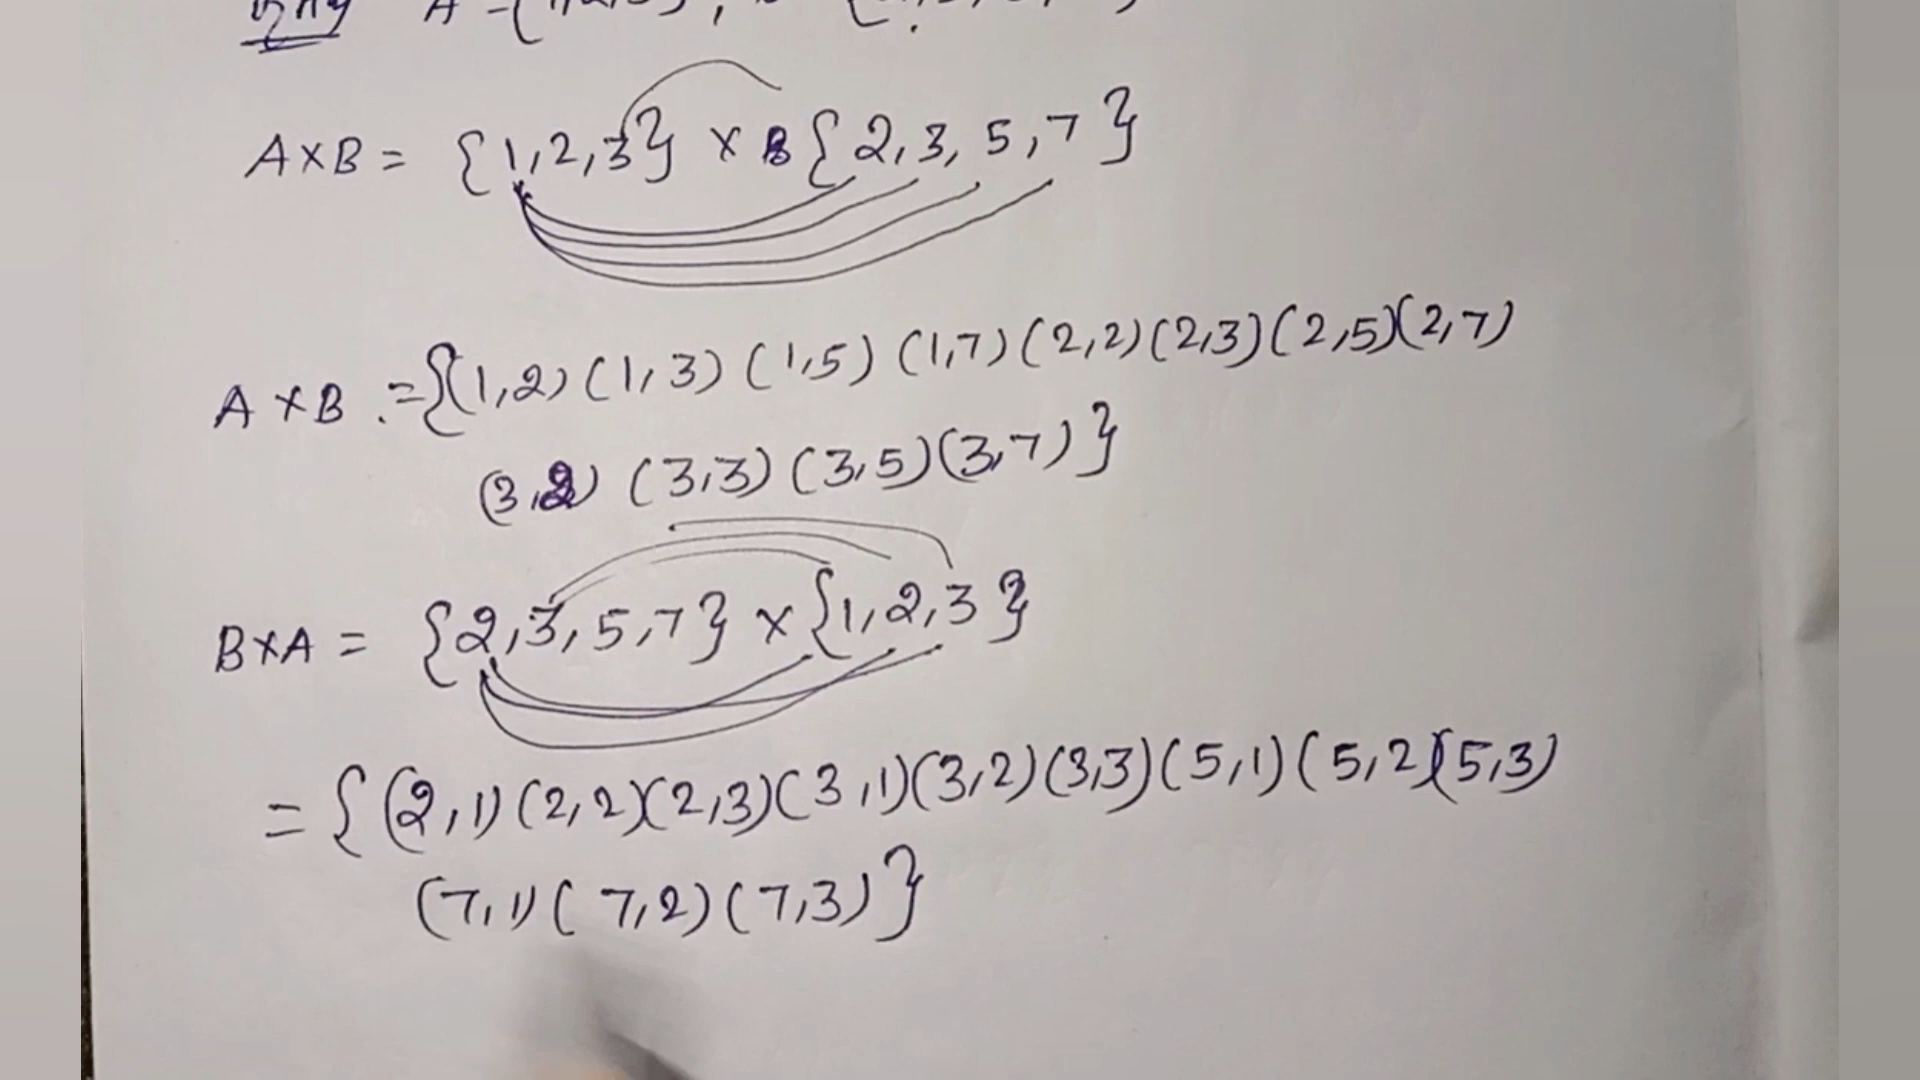 A × B = {1,2,3} × B {2,3,5,7}
A × B .= {(1,2) (1,3) (1,5) (1,7) (2,2) (2,3) (2,5) (2,7)
(3,2) (3,3) (3,5) (3,7)}
B×A = {2,3,5,7} × {1,2,3}
= {(2,1) (2,2) (2,3) (3,1) (3,2) (3,3) (5,1) (5,2) (5,3)
(7,1) (7,2) (7,3)}